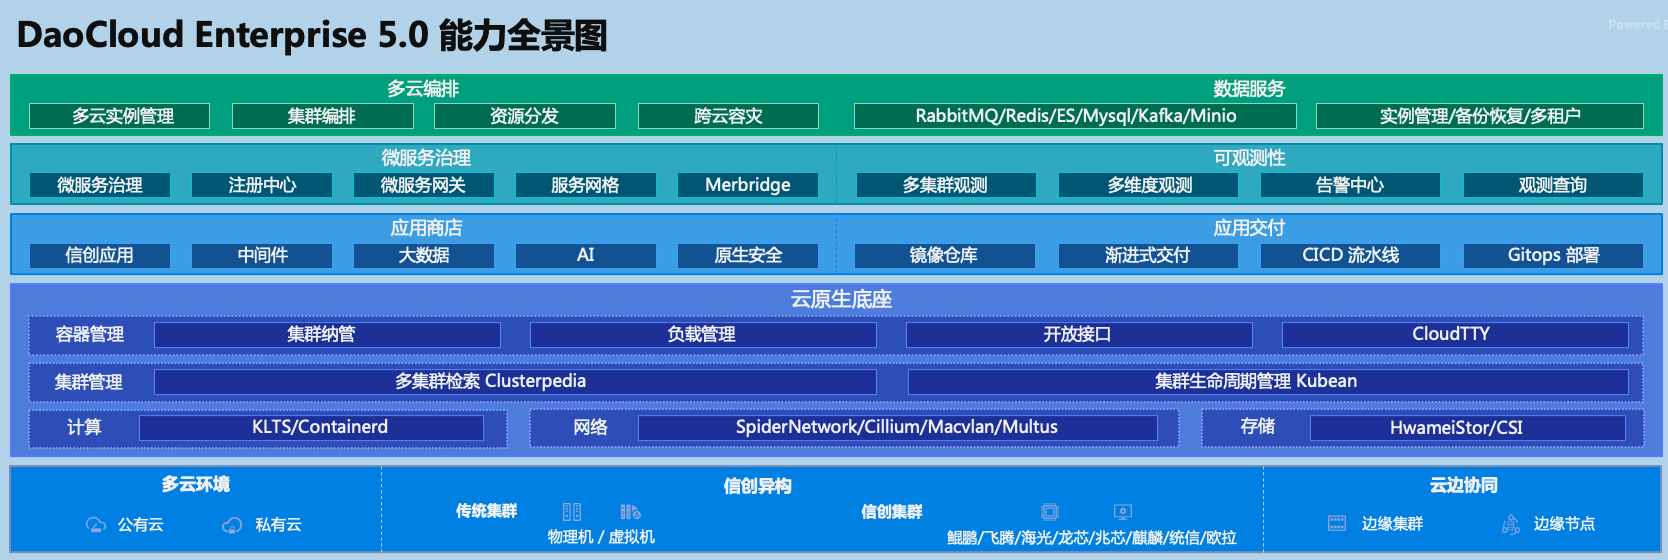 DaoCloud Enterprise 5.0 能力全景图
Powered
多云编排
多云实例管理
集群编排
资源分发
跨云容灾
数据服务
RabbitMQ/Redis/ES/Mysql/Kafka/Minio
实例管理/备份恢复/多租户
微服务治理
微服务治理
注册中心
微服务网关
服务网格
Merbridge
可观测性
多集群观测
多维度观测
告警中心
观测查询
应用商店
信创应用
中间件
大数据
AI
原生安全
应用交付
镜像仓库
渐进式交付
CICD 流水线
Gitops 部署
云原生底座
容器管理
集群纳管
负载管理
开放接口
CloudTTY
集群管理
多集群检索 Clusterpedia
集群生命周期管理 Kubean
计算
KLTS/Containerd
网络
SpiderNetwork/Cillium/Macvlan/Multus
存储
HwameiStor/CSI
多云环境
公有云
私有云
信创异构
传统集群
物理机 / 虚拟机
信创集群
鲲鹏/飞腾/海光/龙芯/兆芯/麒麟/统信/欧拉
云边协同
边缘集群
边缘节点